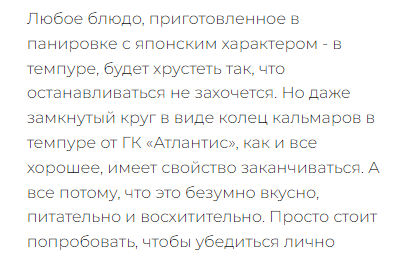 Любое блюдо, приготовленное в
панировке с японским характером - в
темпуре, будет хрустеть так, что
останавливаться не захочется. Но даже
замкнутый круг в виде колец кальмаров в
темпуре от ГК «Атлантис», как и все
хорошее, имеет свойство заканчиваться. А
все потому, что это безумно вкусно,
питательно и восхитительно. Просто стоит
попробовать, чтобы убедиться лично